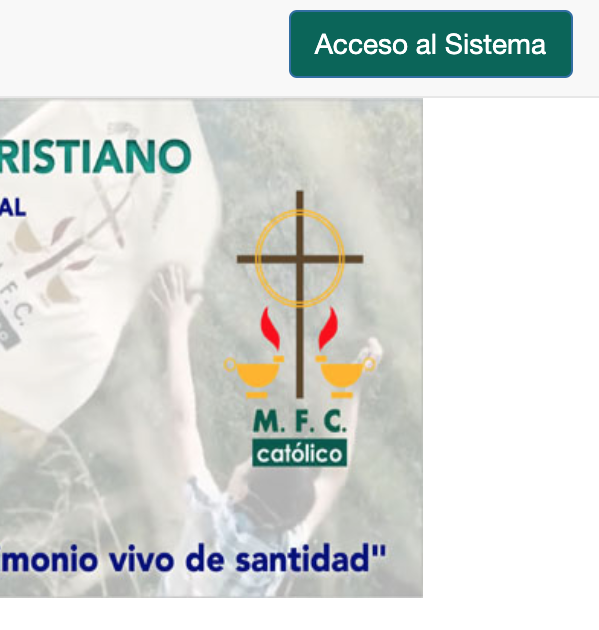 Acceso al Sistema
RISTIANO
AL
F. C.
M. F. C.
católico
monio vivo de santidad"